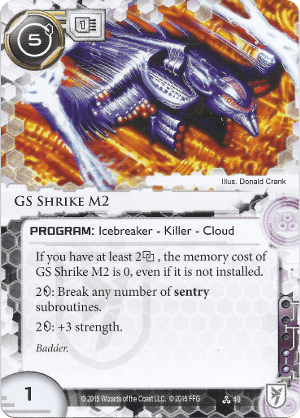 5
1
Illus. Donald Crank
GS Shrike M2
PROGRAM: Icebreaker - Killer - Cloud
If you have at least 2 , the memory cost of
GS Shrike M2 is 0, even if it is not installed.
2 : Break any number of sentry
subroutines.
2 : +3 strength.
Badder.
1
© 2015 Wizards of the Coast LLC. © 2015 FFG
49